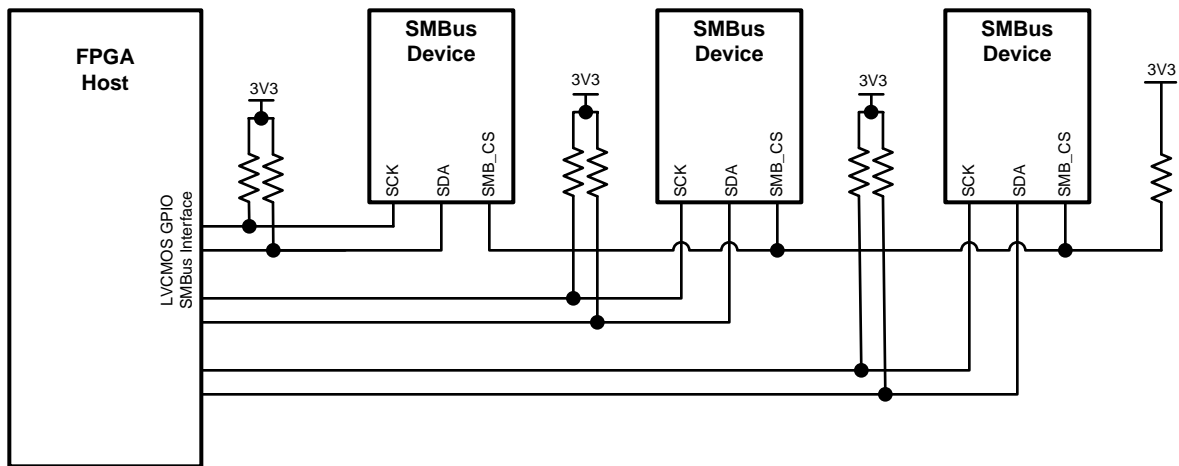 FPGA
Host
SMBus
Device
SMBus
Device
SMBus
Device
3V3
3V3
3V3
3V3
SCK
SDA
SMB_CS
SCK
SDA
SMB_CS
SCK
SDA
SMB_CS
LVCMOS GPIO
SMBus Interface